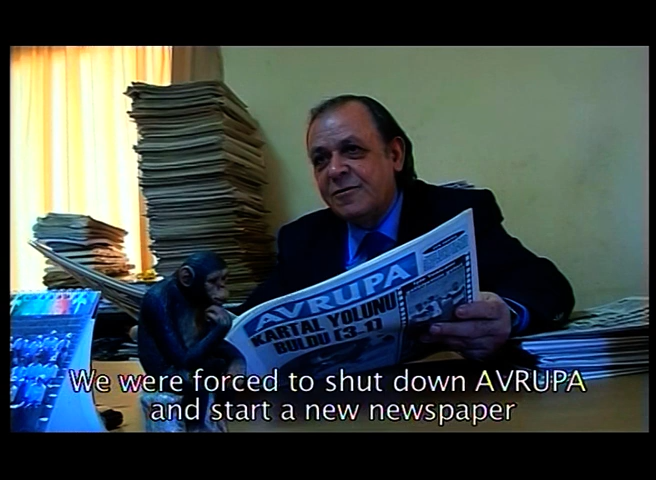 AVRUPA
KARTAL YOLUNU
BULDU (3.1)
We were forced to shut down AVRUPA
and start a new newspaper